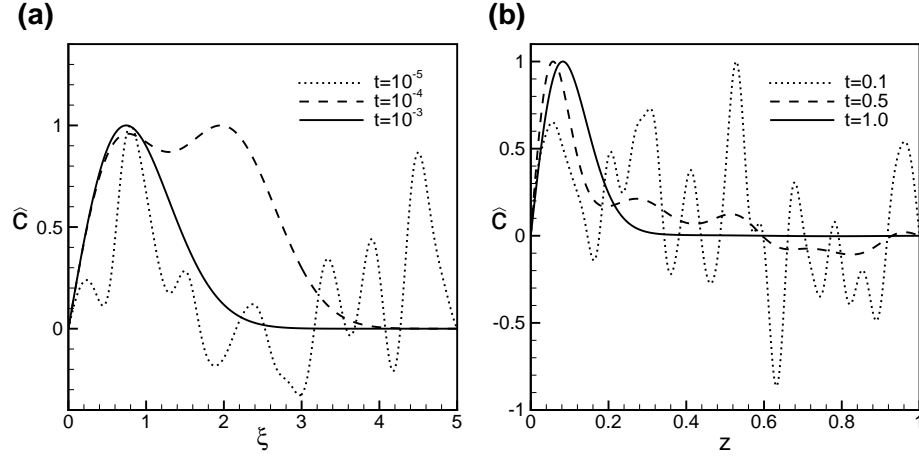 (a)
t=10⁻⁵
t=10⁻⁴
t=10⁻³
1
0.5
0
ĉ
0 1 2 3 4 5
ξ
(b)
t=0.1
t=0.5
t=1.0
1
0.5
0
-0.5
-1
ĉ
0 0.2 0.4 0.6 0.8 1
z